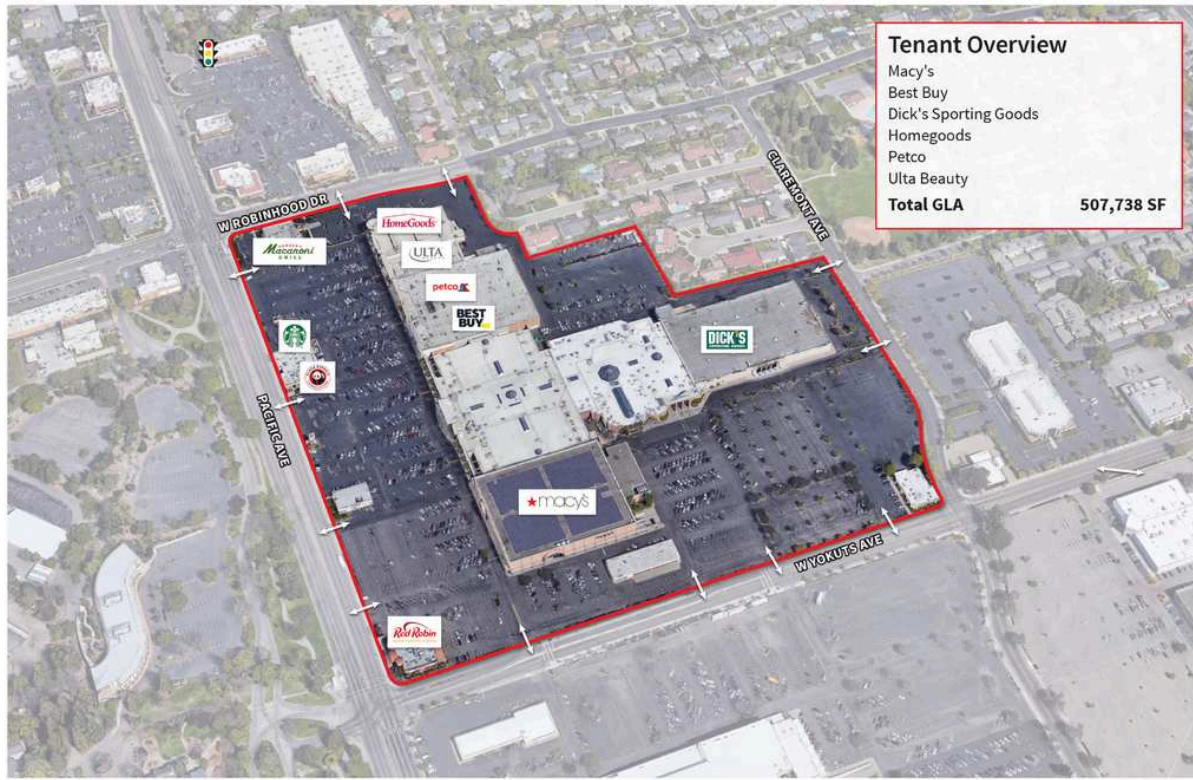 Tenant Overview
Macy's
Best Buy
Dick's Sporting Goods
Homegoods
Petco
Ulta Beauty
Total GLA 507,738 SF
CLAREMONT AVE
W ROBINHOOD DR
HomeGoods
Macaroni
GRILL
ULTA
petco
BEST
BUY
DICK'S
PACIFIC AVE
macy's
W YOKUTS AVE
Red Robin